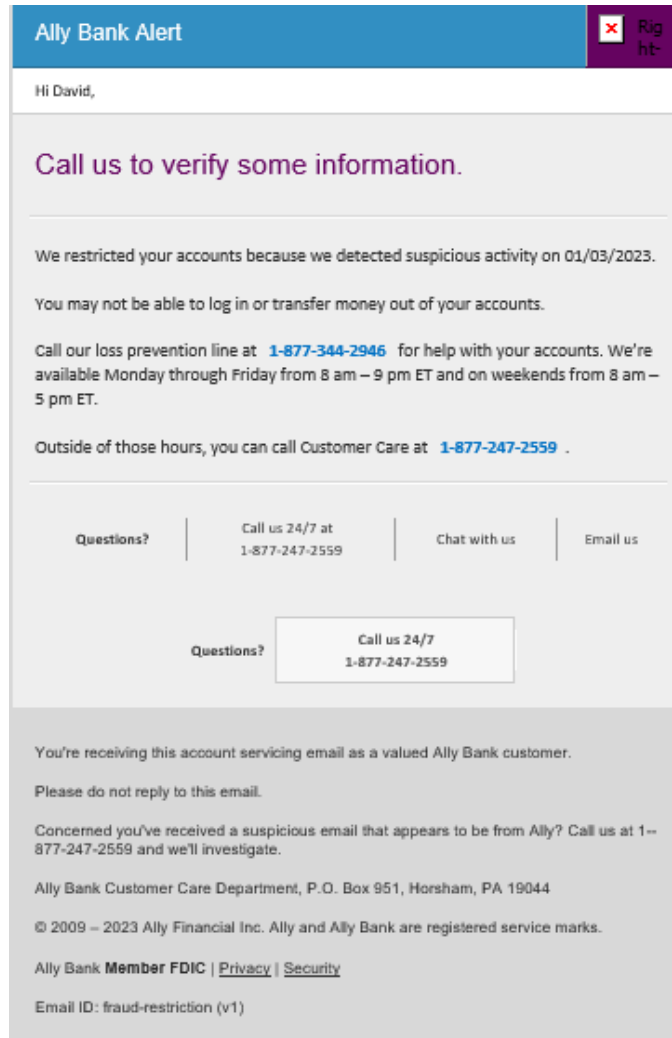 Ally Bank Alert
Rig
ht-
Hi David,
Call us to verify some information.
We restricted your accounts because we detected suspicious activity on 01/03/2023.
You may not be able to log in or transfer money out of your accounts.
Call our loss prevention line at 1-877-344-2946 for help with your accounts. We're
available Monday through Friday from 8 am – 9 pm ET and on weekends from 8 am –
5 pm ET.
Outside of those hours, you can call Customer Care at 1-877-247-2559 .
Questions?
Call us 24/7 at
1-877-247-2559
Chat with us
Email us
Questions?
Call us 24/7
1-877-247-2559
You're receiving this account servicing email as a valued Ally Bank customer.
Please do not reply to this email.
Concerned you've received a suspicious email that appears to be from Ally? Call us at 1--
877-247-2559 and we'll investigate.
Ally Bank Customer Care Department, P.O. Box 951, Horsham, PA 19044
© 2009 – 2023 Ally Financial Inc. Ally and Ally Bank are registered service marks.
Ally Bank Member FDIC | Privacy | Security
Email ID: fraud-restriction (v1)